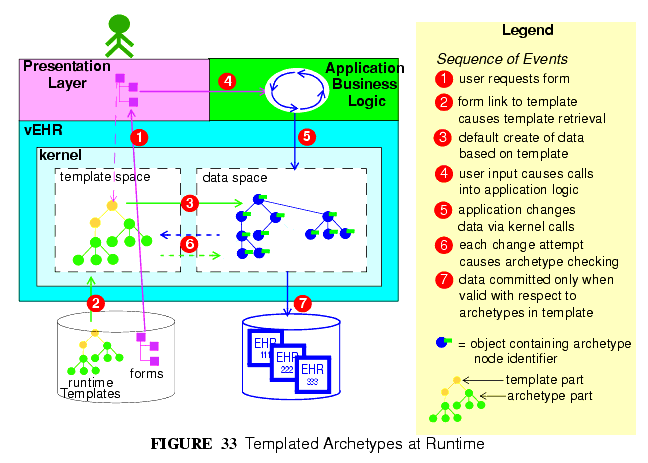 Presentation
Layer
4
Application
Business
Logic
vEHR
1
5
kernel
template space
data space
3
6
2
7
runtime
Templates
forms
EHR
111
EHR
222
EHR
333
Legend
Sequence of Events
1 user requests form
2 form link to template
causes template retrieval
3 default create of data
based on template
4 user input causes calls
into application logic
5 application changes
data via kernel calls
6 each change attempt
causes archetype checking
7 data committed only when
valid with respect to
archetypes in template
= object containing archetype
node identifier
template part
archetype part
FIGURE 33 Templated Archetypes at Runtime